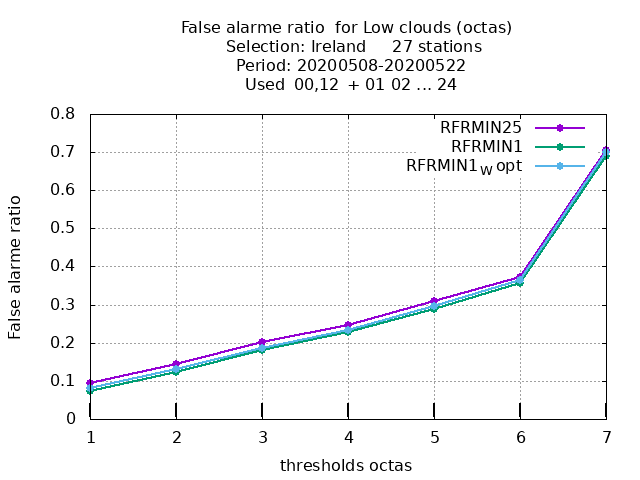 False alarme ratio  for Low clouds (octas)
Selection: Ireland     27 stations
Period: 20200508-20200522
Used  00,12  + 01 02 ... 24
RFRMIN25
RFRMIN1
RFRMIN1W opt
False alarme ratio
0.8
0.7
0.6
0.5
0.4
0.3
0.2
0.1
0
1 2 3 4 5 6 7
thresholds octas